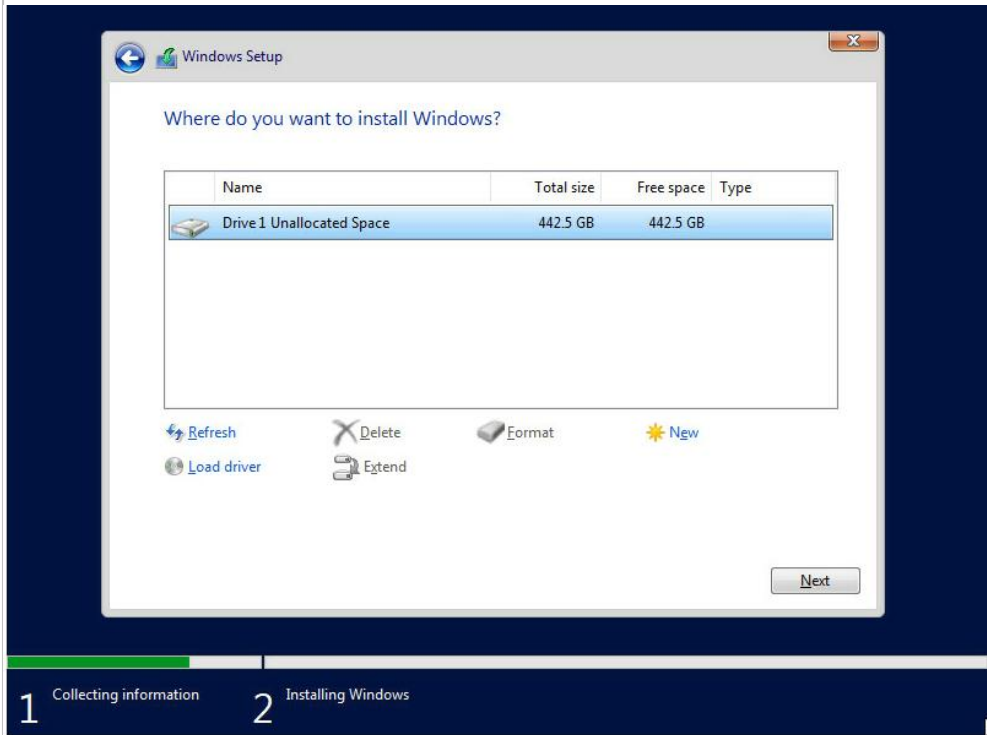 Windows Setup
Where do you want to install Windows?
Name Total size Free space Type
Drive 1 Unallocated Space 442.5 GB 442.5 GB
Refresh Delete Format New
Load driver Extend
Next
1 Collecting information 2 Installing Windows